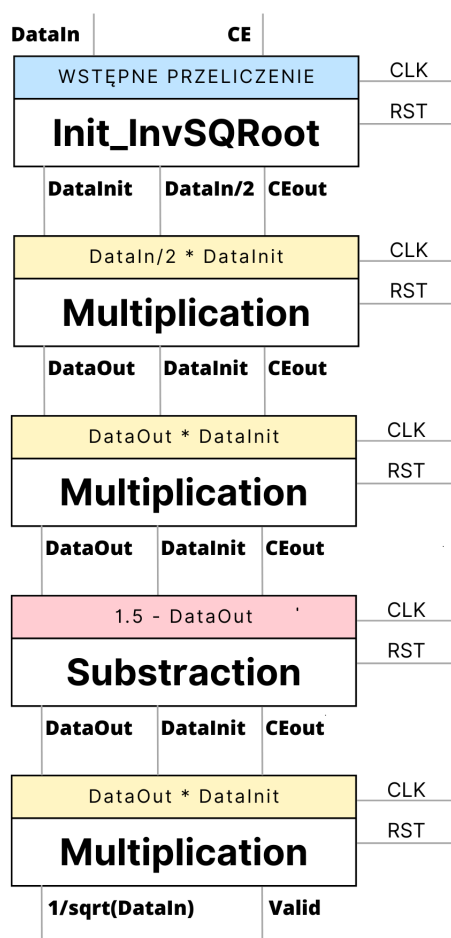 DataIn CE
WSTĘPNE PRZELICZENIE CLK
Init_InvSQRoot RST
DataInit DataIn/2 CEout
DataIn/2 * DataInit CLK
Multiplication RST
DataOut DataInit CEout
DataOut * DataInit CLK
Multiplication RST
DataOut DataInit CEout
1.5 - DataOut CLK
Substraction RST
DataOut DataInit CEout
DataOut * DataInit CLK
Multiplication RST
1/sqrt(DataIn) Valid